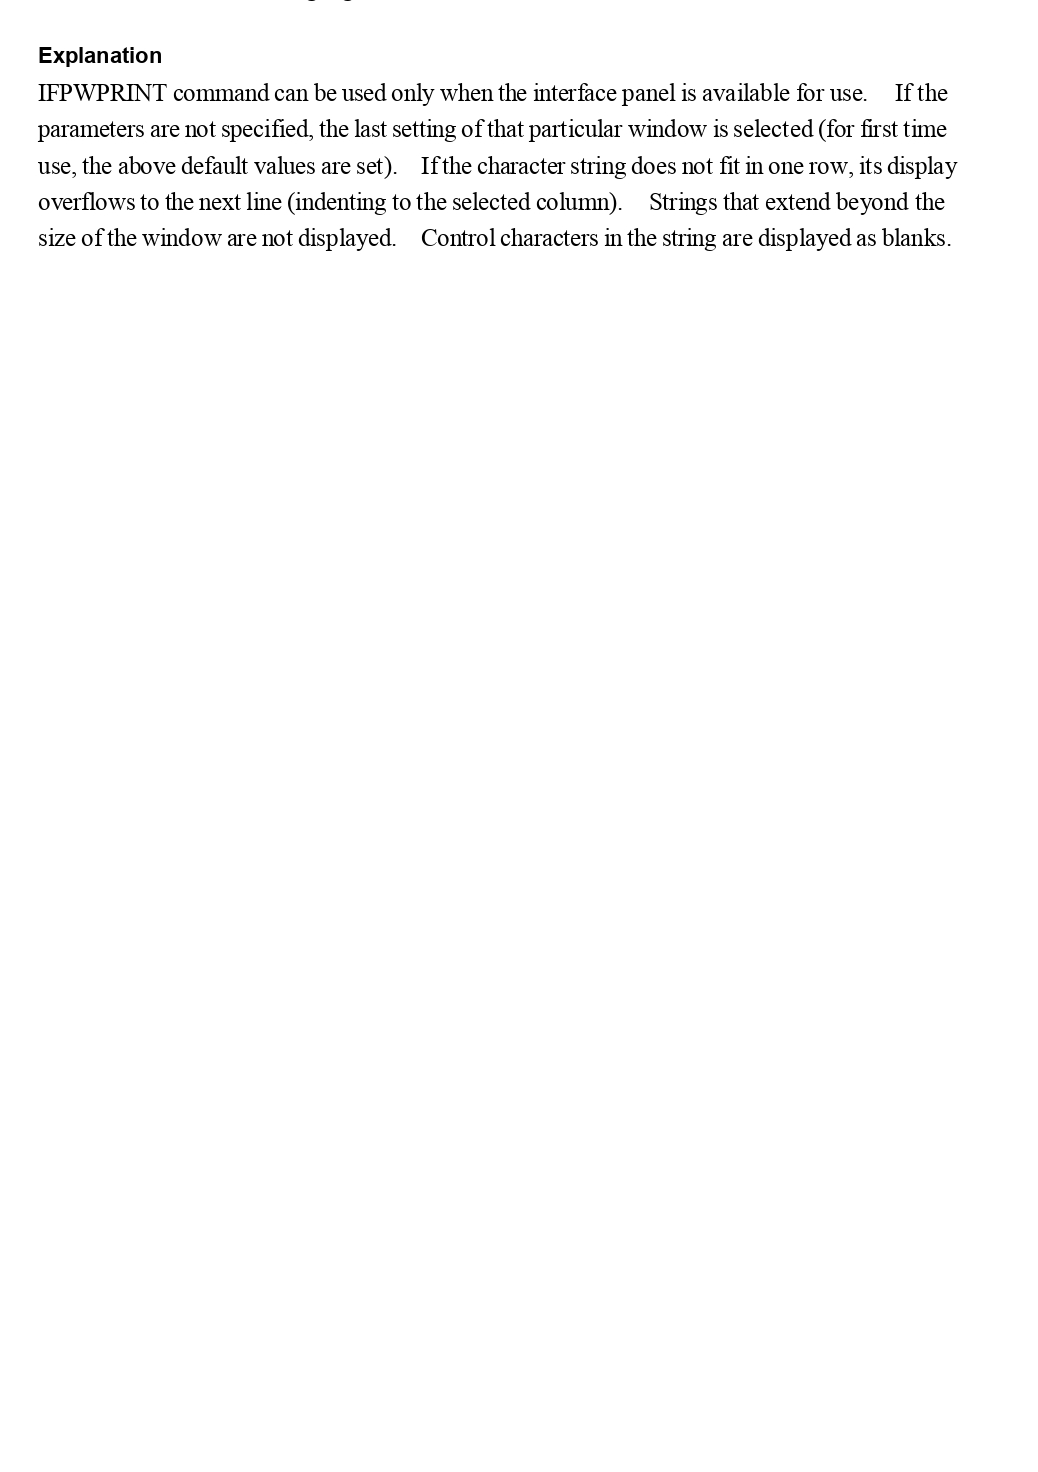 Explanation
IFPWPRINT command can be used only when the interface panel is available for use. If the
parameters are not specified, the last setting of that particular window is selected (for first time
use, the above default values are set). If the character string does not fit in one row, its display
overflows to the next line (indenting to the selected column). Strings that extend beyond the
size of the window are not displayed. Control characters in the string are displayed as blanks.